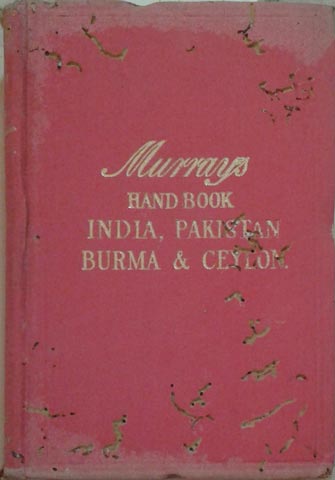 Murray's
HAND BOOK
INDIA, PAKISTAN
BURMA & CEYLON.